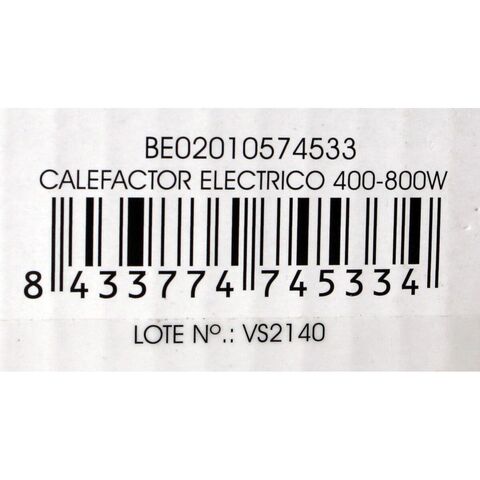 BE02010574533
CALEFACTOR ELECTRICO 400-800W
8 433774 745334
LOTE Nº.: VS2140